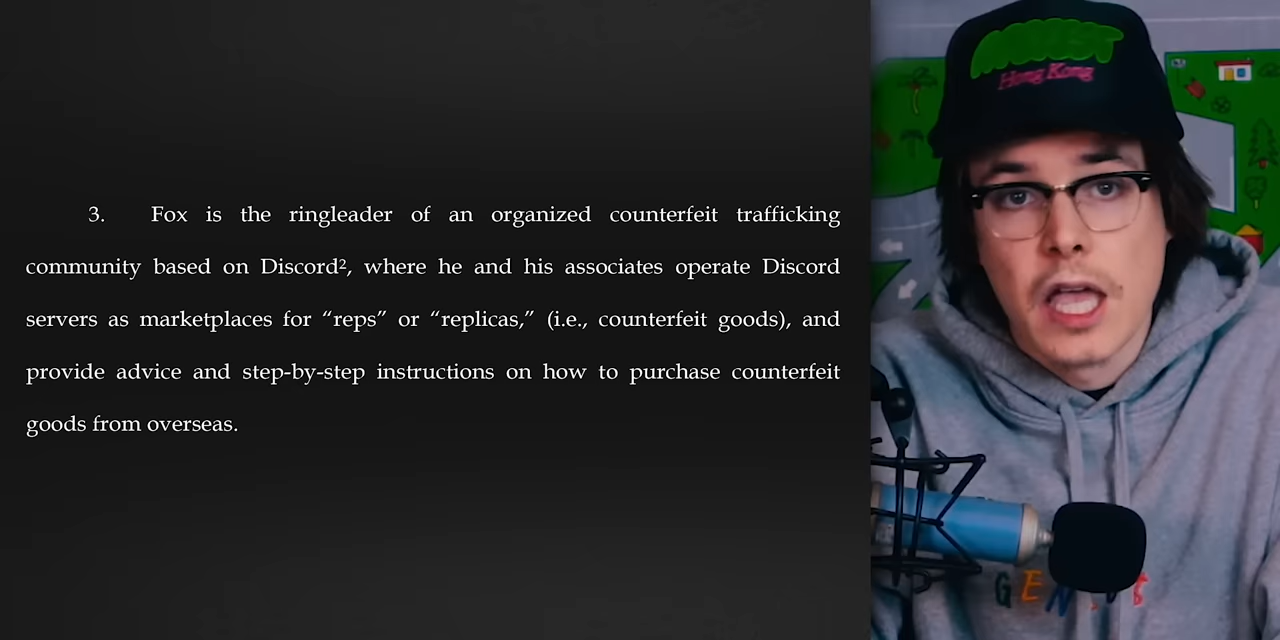 3. Fox is the ringleader of an organized counterfeit trafficking
community based on Discord², where he and his associates operate Discord
servers as marketplaces for “reps” or “replicas,” (i.e., counterfeit goods), and
provide advice and step-by-step instructions on how to purchase counterfeit
goods from overseas.
Hong Kong